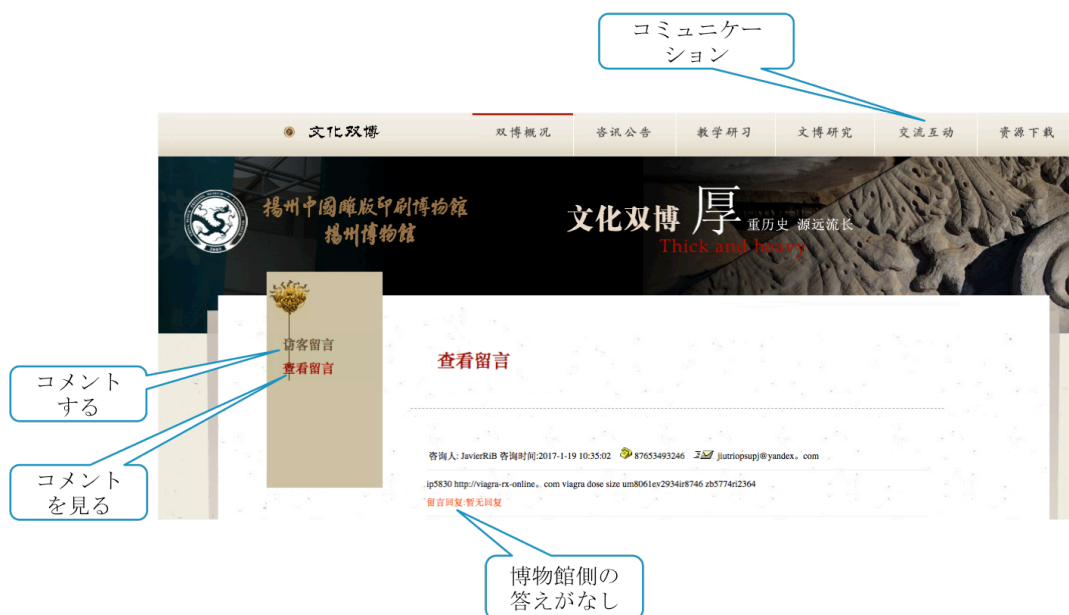 コミュニケー
ション
文化双博
双博概况 咨讯公告 教学研习 文博研究 交流互动 资源下载
揚州中國雕版印刷博物館
揚州博物館
文化双博 厚 重历史 源远流长
Thick and heavy
访客留言
查看留言
查看留言
コメント
する
コメント
を見る
咨询人: JavierRiB 咨询时间:2017-1-19 10:35:02 87653493246 jiutriopsupj@yandex。com
ip5830 http://viagra-rx-online。com viagra dose size um8061ev2934ir8746 zb5774ri2364
留言回复:暂无回复
博物館側の
答えがなし